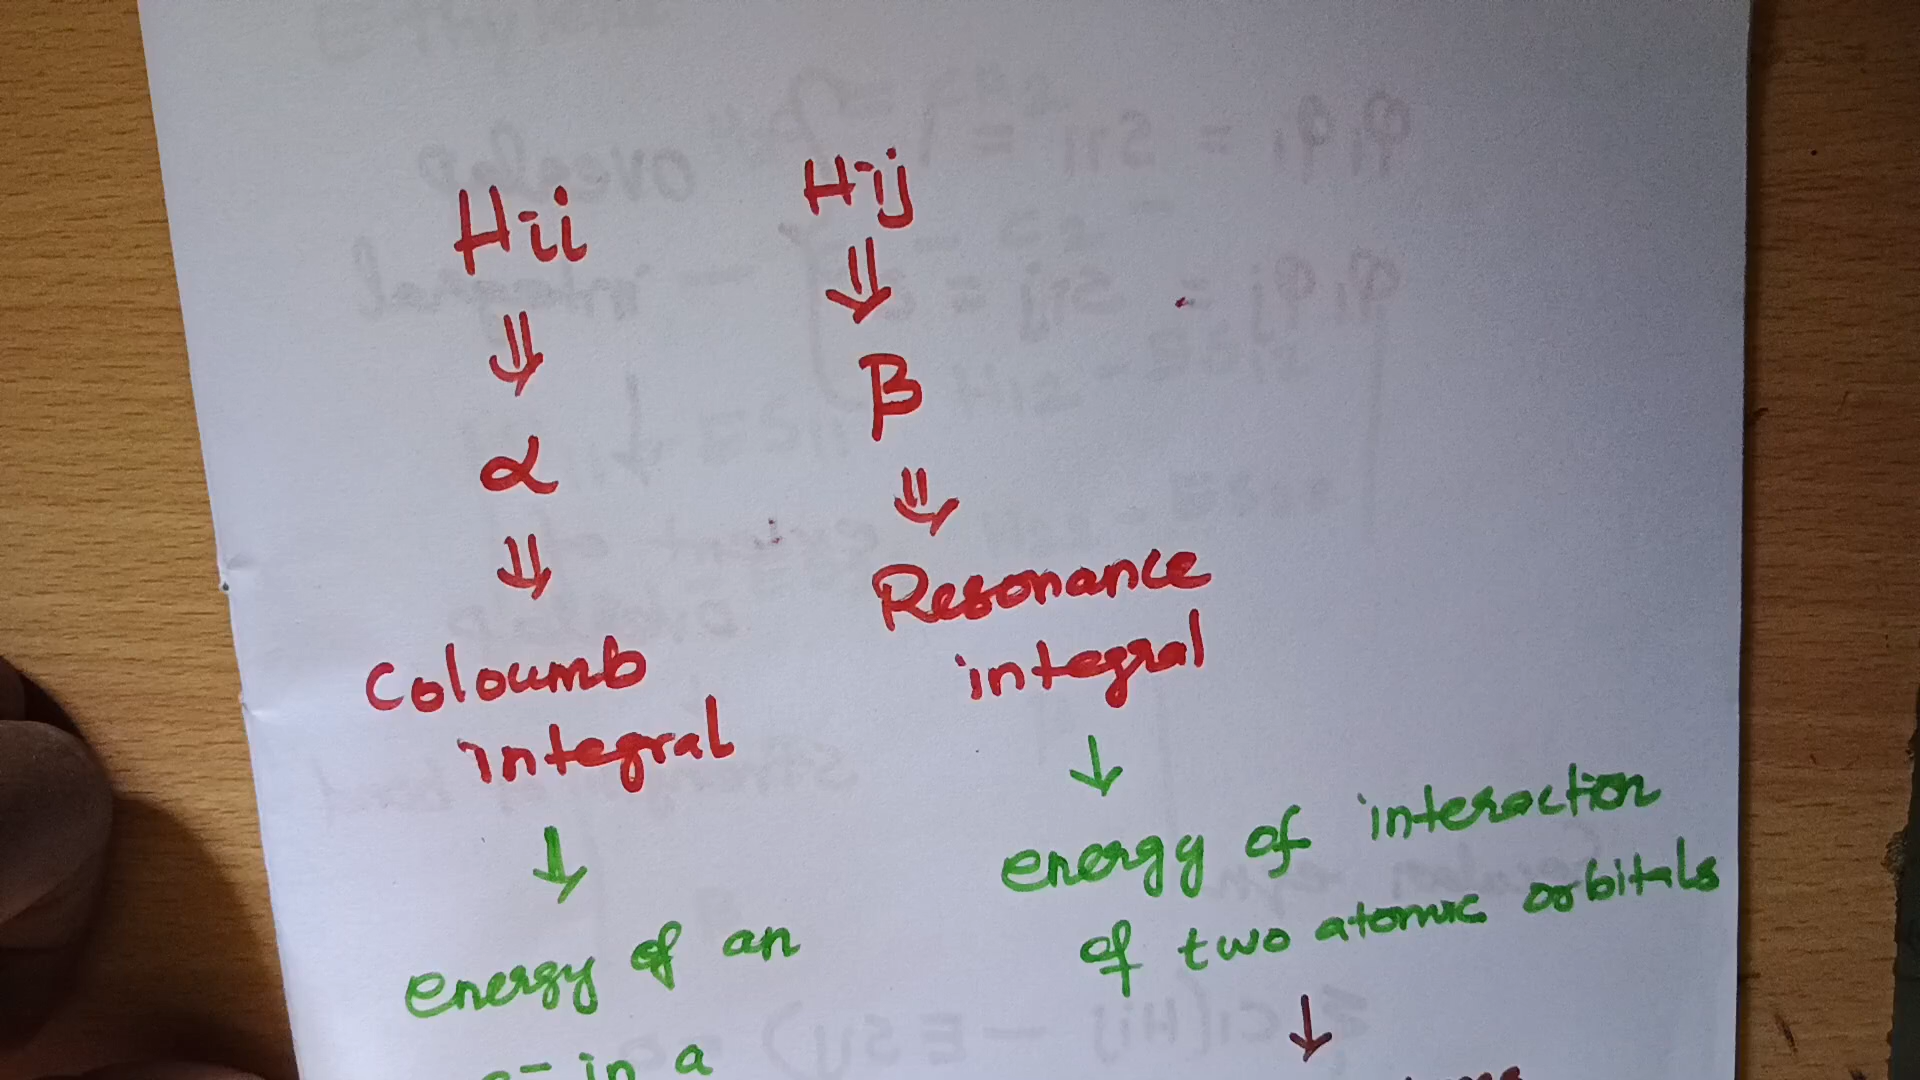 Hii
⇓
α
⇓
Coloumb
integral
↓
energy of an
e⁻ in a
Hij
⇓
β
⇓
Resonance
integral
↓
energy of interaction
of two atomic orbitals
↓